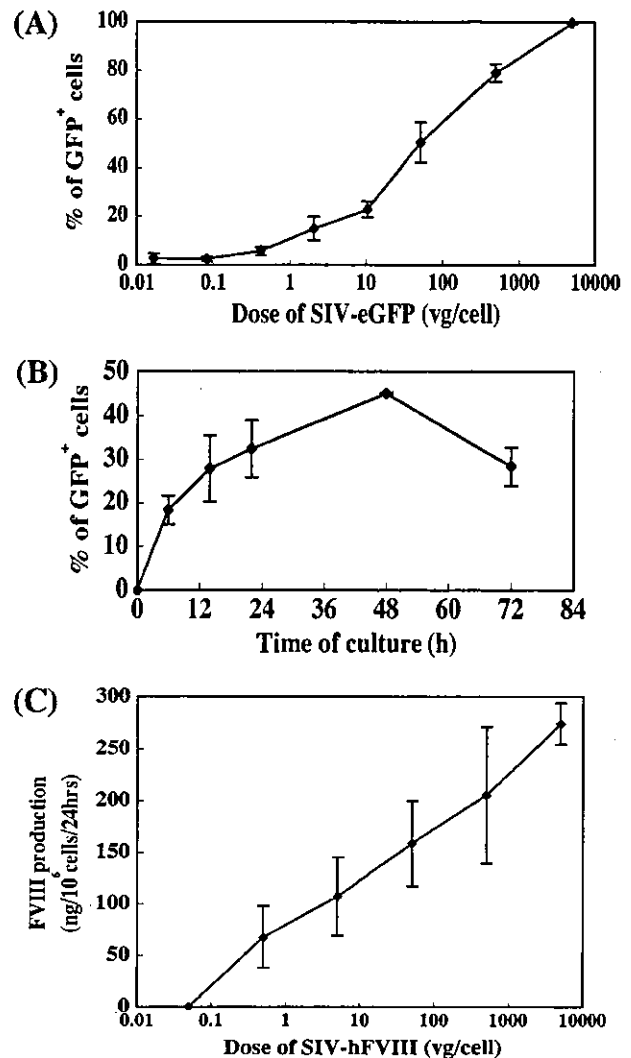 (A)
% of GFP+ cells
100
80
60
40
20
0
0.01 0.1 1 10 100 1000 10000
Dose of SIV-eGFP (vg/cell)
(B)
% of GFP+ cells
50
40
30
20
10
0
0 12 24 36 48 60 72 84
Time of culture (h)
(C)
FVIII production
(ng/10^6 cells/24hrs)
300
250
200
150
100
50
0
0.01 0.1 1 10 100 1000 10000
Dose of SIV-hFVIII (vg/cell)